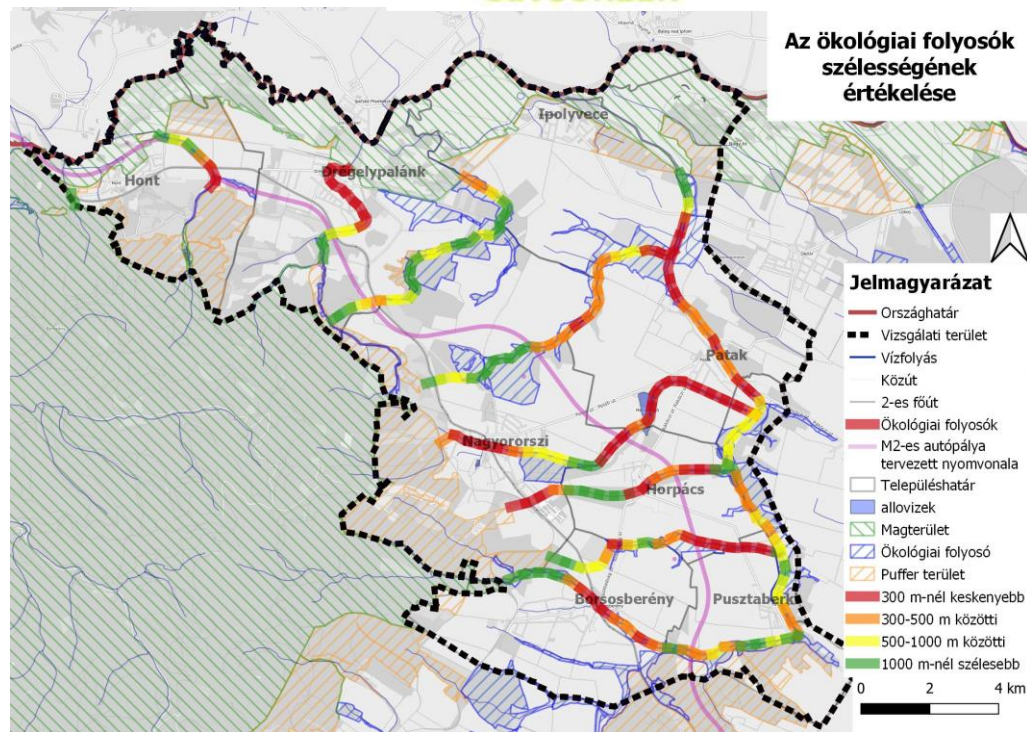 Az ökológiai folyosók
szélességének
értékelése
Ipolyvece
Drégelypalánk
Hont
Patak
Nagyoroszi
Horpács
Borsosberény
Pusztaberki
Jelmagyarázat
Országhatár
Vizsgálati terület
Vízfolyás
Közút
2-es főút
Ökológiai folyosók
M2-es autópálya
tervezett nyomvonala
Településhatár
allovizek
Magterület
Ökológiai folyosó
Puffer terület
300 m-nél keskenyebb
300-500 m közötti
500-1000 m közötti
1000 m-nél szélesebb
0 2 4 km